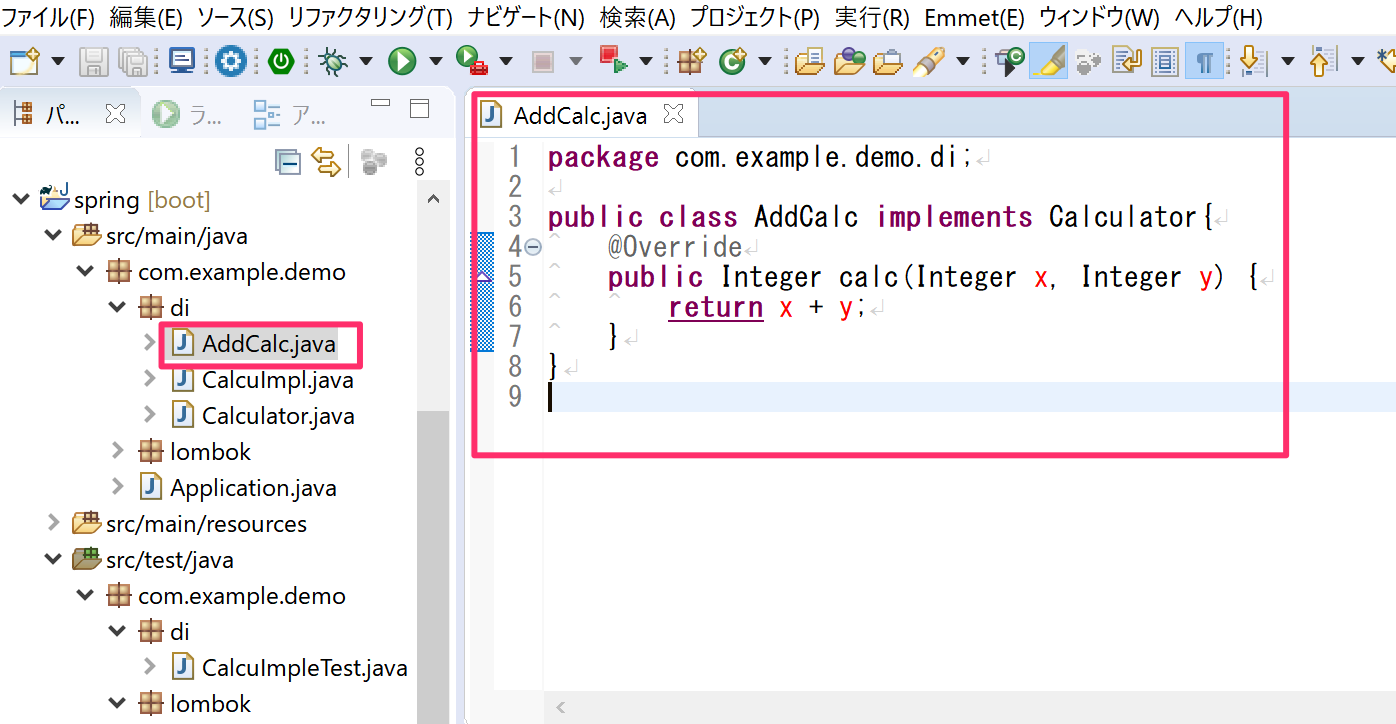 ファイル(F) 編集(E) ソース(S) リファクタリング(T) ナビゲート(N) 検索(A) プロジェクト(P) 実行(R) Emmet(E) ウィンドウ(W) ヘルプ(H)
パ... ラ... ア...
spring [boot]
src/main/java
com.example.demo
di
AddCalc.java
CalcuImpl.java
Calculator.java
lombok
Application.java
src/main/resources
src/test/java
com.example.demo
di
CalcuImpleTest.java
lombok
AddCalc.java
1 package com.example.demo.di;
2
3 public class AddCalc implements Calculator{
4 @Override
5 public Integer calc(Integer x, Integer y) {
6 return x + y;
7 }
8 }
9